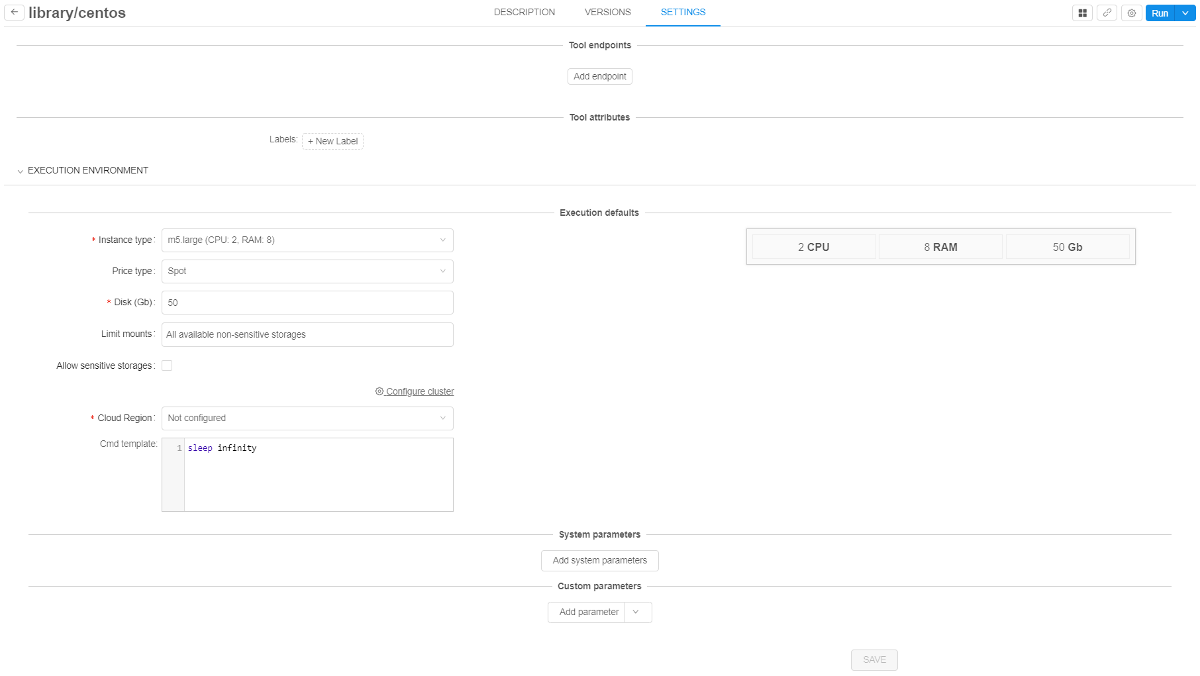 library/centos
DESCRIPTION
VERSIONS
SETTINGS
Run
Tool endpoints
Add endpoint
Tool attributes
Labels:
+ New Label
EXECUTION ENVIRONMENT
Execution defaults
* Instance type:
m5.large (CPU: 2, RAM: 8)
2 CPU
8 RAM
50 Gb
Price type:
Spot
* Disk (Gb):
50
Limit mounts:
All available non-sensitive storages
Allow sensitive storages:
Configure cluster
* Cloud Region:
Not configured
Cmd template:
1
sleep infinity
System parameters
Add system parameters
Custom parameters
Add parameter
SAVE